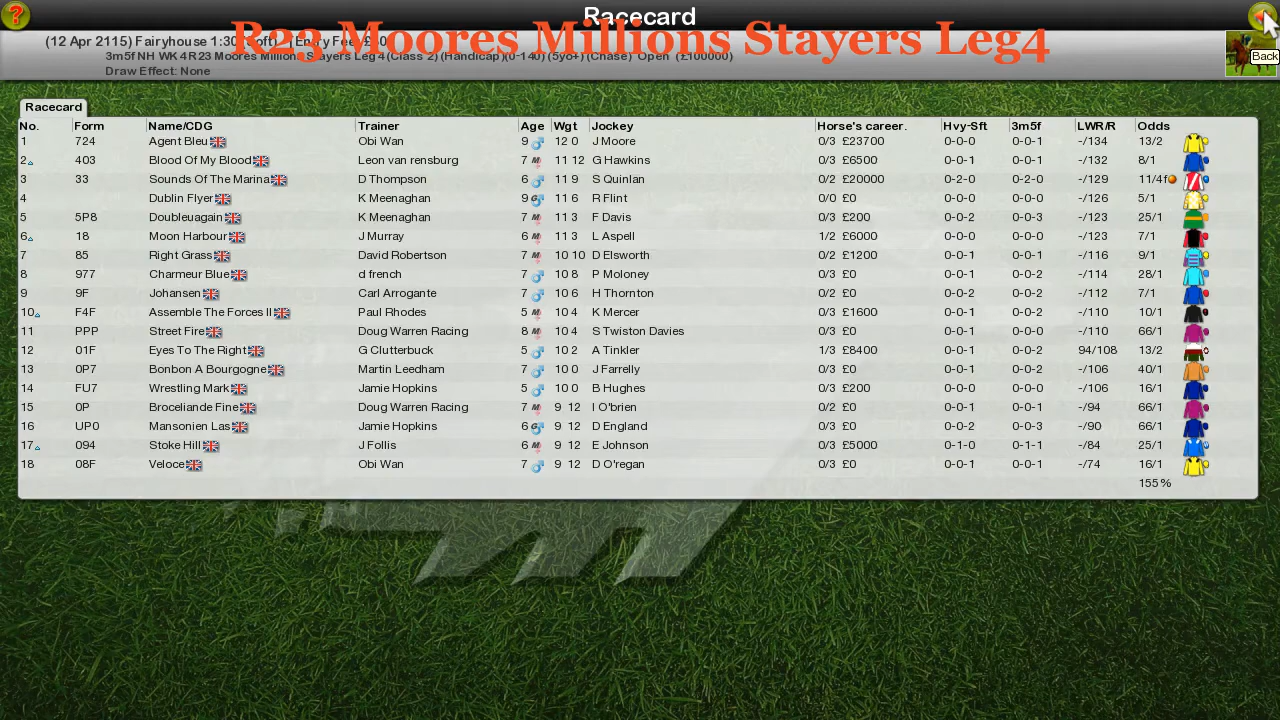 ?
Racecard
R23 Moores Millions Stayers Leg4
(12 Apr 2115) Fairyhouse 1:30 (Soft) | Entry Fee £50
3m5f NH WK 4 R23 Moores Millions Stayers Leg4 (Class 2) (Handicap)(0-140) (5yo+) (Chase) Open (£100000)
Draw Effect: None
Back
Racecard
No. Form Name/CDG Trainer Age Wgt Jockey Horse's career. Hvy-Sft 3m5f LWR/R Odds
1 724 Agent Bleu Obi Wan 9 12 0 J Moore 0/3 £23700 0-0-0 0-0-1 -/134 13/2
2 403 Blood Of My Blood Leon van rensburg 7 M 11 12 G Hawkins 0/3 £6500 0-0-1 0-0-1 -/132 8/1
3 33 Sounds Of The Marina D Thompson 6 11 9 S Quinlan 0/2 £20000 0-2-0 0-2-0 -/129 11/4f
4 Dublin Flyer K Meenaghan 9 G 11 6 R Flint 0/0 £0 0-0-0 0-0-0 -/126 5/1
5 5P8 Doubleuagain K Meenaghan 7 M 11 3 F Davis 0/3 £200 0-0-2 0-0-3 -/123 25/1
6 18 Moon Harbour J Murray 6 M 11 3 L Aspell 1/2 £6000 0-0-0 0-0-0 -/123 7/1
7 85 Right Grass David Robertson 7 M 10 10 D Elsworth 0/2 £1200 0-0-1 0-0-1 -/116 9/1
8 977 Charmeur Blue d french 7 10 8 P Moloney 0/3 £0 0-0-1 0-0-2 -/114 28/1
9 9F Johansen Carl Arrogante 7 10 6 H Thornton 0/2 £0 0-0-2 0-0-2 -/112 7/1
10 F4F Assemble The Forces II Paul Rhodes 5 M 10 4 K Mercer 0/3 £1600 0-0-1 0-0-2 -/110 10/1
11 PPP Street Fire Doug Warren Racing 8 M 10 4 S Twiston Davies 0/3 £0 0-0-1 0-0-0 -/110 66/1
12 01F Eyes To The Right G Clutterbuck 5 10 2 A Tinkler 1/3 £8400 0-0-1 0-0-2 94/108 13/2
13 0P7 Bonbon A Bourgogne Martin Leedham 7 10 0 J Farrelly 0/3 £0 0-0-1 0-0-2 -/106 40/1
14 FU7 Wrestling Mark Jamie Hopkins 5 10 0 B Hughes 0/3 £200 0-0-1 0-0-0 -/106 16/1
15 0P Broceliande Fine Doug Warren Racing 7 M 9 12 I O'brien 0/2 £0 0-0-1 0-0-1 -/94 66/1
16 UP0 Mansonien Las Jamie Hopkins 6 G 9 12 D England 0/3 £0 0-0-2 0-0-3 -/90 66/1
17 094 Stoke Hill J Follis 6 M 9 12 E Johnson 0/3 £5000 0-1-0 0-1-1 -/84 25/1
18 08F Veloce Obi Wan 7 9 12 D O'regan 0/3 £0 0-0-1 0-0-1 -/74 16/1
155%